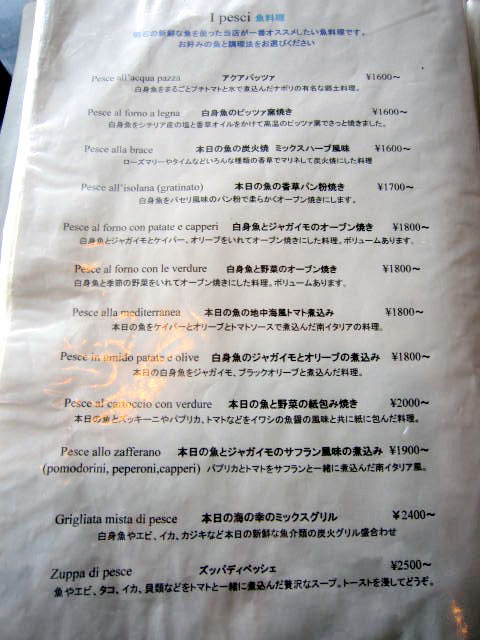 I pesci 魚料理
明石の新鮮な魚を使った当店が一番オススメしたい魚料理です。
お好みの魚と調理法をお選びください
Pesce all'acqua pazza アクアパッツァ ¥1600～
白身魚をまるごとプチトマトと水で煮込んだナポリの有名な郷土料理。
Pesce al forno a legna 白身魚のピッツァ窯焼き ¥1600～
白身魚をシチリア産の塩と香草オイルをかけて高温のピッツァ窯でさっと焼きました。
Pesce alla brace 本日の魚の炭火焼 ミックスハーブ風味 ¥1600～
ローズマリーやタイムなどいろんな種類の香草でマリネして炭火焼にした料理
Pesce all'isolana (gratinato) 本日の魚の香草パン粉焼き ¥1700～
白身魚をパセリ風味のパン粉で柔らかくオーブン焼きにします。
Pesce al forno con patate e capperi 白身魚とジャガイモのオーブン焼き ¥1800～
白身魚とジャガイモとケイパー、オリーブをいれてオーブン焼きにした料理。ボリュームあります。
Pesce al forno con le verdure 白身魚と野菜のオーブン焼き ¥1800～
白身魚と季節の野菜をいれてオーブン焼きにした料理。ボリュームあります。
Pesce alla mediterranea 本日の魚の地中海風トマト煮込み ¥1800～
本日の魚をケイパーとオリーブとトマトソースで煮込んだ南イタリアの料理。
Pesce in umido patate e olive 白身魚のジャガイモとオリーブの煮込み ¥1800～
本日の白身魚をジャガイモ、ブラックオリーブと煮込んだ料理。
Pesce al cartoccio con verdure 本日の魚と野菜の紙包み焼き ¥2000～
本日の魚とズッキーニやパプリカ、トマトなどをイワシの魚醤の風味と共に紙に包んだ料理。
Pesce allo zafferano 本日の魚とジャガイモのサフラン風味の煮込み ¥1900～
(pomodorini, peperoni,capperi) パプリカとトマトをサフランと一緒に煮込んだ南イタリア風。
Grigliata mista di pesce 本日の海の幸のミックスグリル ¥2400～
白身魚やエビ、イカ、カジキなど本日の新鮮な魚介類の炭火グリル盛合わせ
Zuppa di pesce ズッパディペッシェ ¥2500～
魚やエビ、タコ、イカ、貝類などをトマトと一緒に煮込んだ贅沢なスープ。トーストを浸してどうぞ。